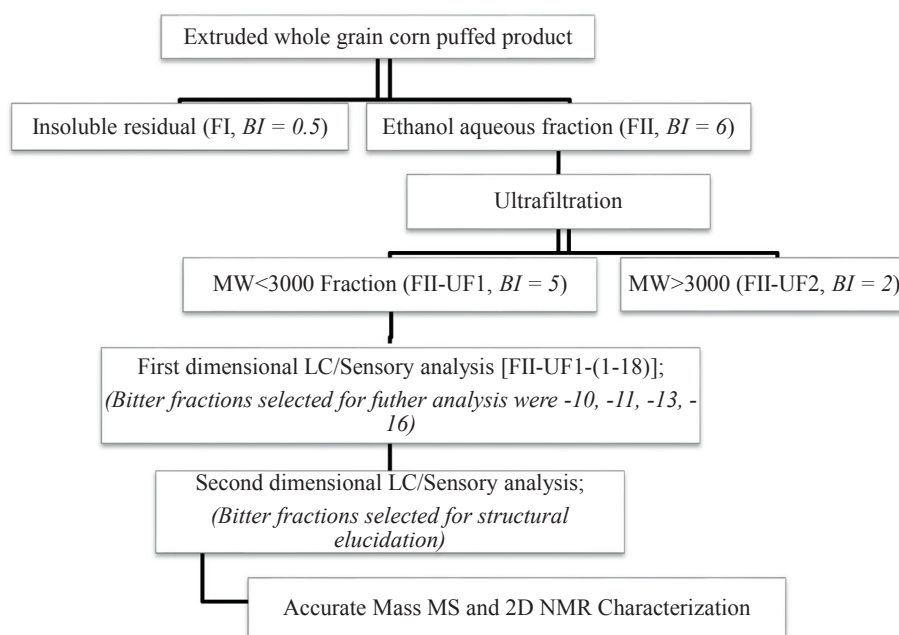 Extruded whole grain corn puffed product
Insoluble residual (FI, BI = 0.5)
Ethanol aqueous fraction (FII, BI = 6)
Ultrafiltration
MW<3000 Fraction (FII-UF1, BI = 5)
MW>3000 (FII-UF2, BI = 2)
First dimensional LC/Sensory analysis [FII-UF1-(1-18)];
(Bitter fractions selected for futher analysis were -10, -11, -13, -
16)
Second dimensional LC/Sensory analysis;
(Bitter fractions selected for structural
elucidation)
Accurate Mass MS and 2D NMR Characterization